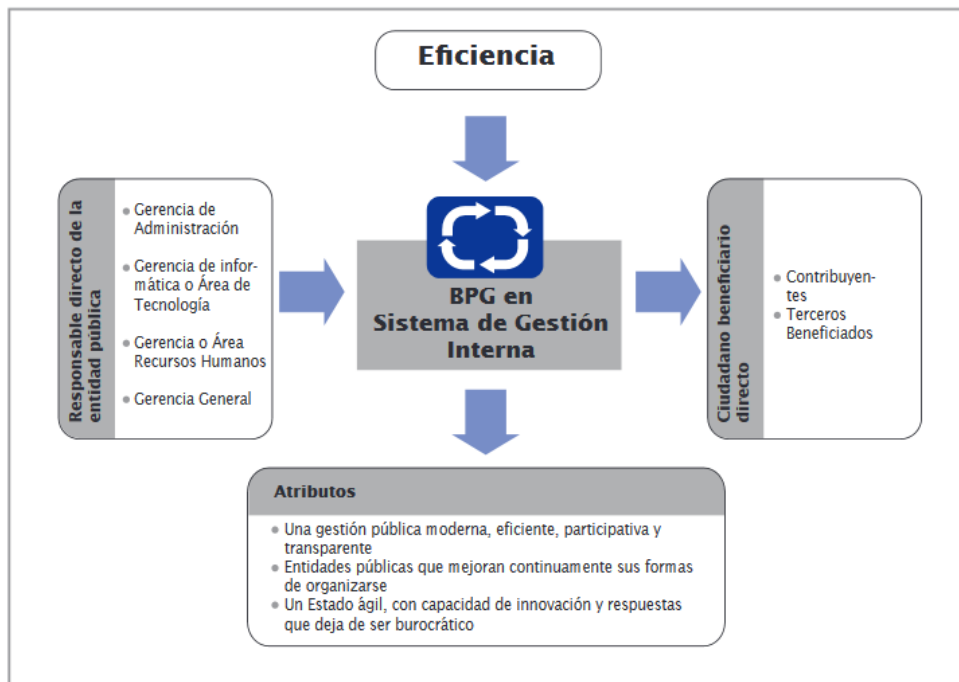 Eficiencia
Responsable directo de la
entidad pública
Gerencia de
Administración
Gerencia de infor-
mática o Área de
Tecnología
Gerencia o Área
Recursos Humanos
Gerencia General
BPG en
Sistema de Gestión
Interna
Ciudadano beneficiario
directo
Contribuyen-
tes
Terceros
Beneficiados
Atributos
Una gestión pública moderna, eficiente, participativa y
transparente
Entidades públicas que mejoran continuamente sus formas
de organizarse
Un Estado ágil, con capacidad de innovación y respuestas
que deja de ser burocrático